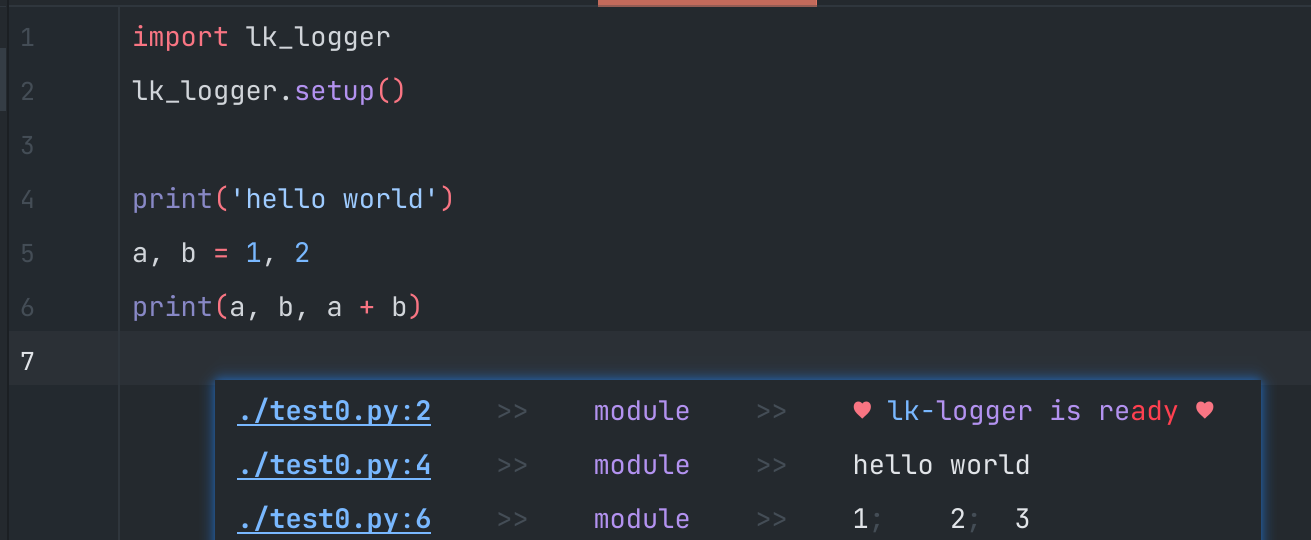 1 import lk_logger
2 lk_logger.setup()
3
4 print('hello world')
5 a, b = 1, 2
6 print(a, b, a + b)
7
./test0.py:2 >> module >> ♥ lk-logger is ready ♥
./test0.py:4 >> module >> hello world
./test0.py:6 >> module >> 1; 2; 3